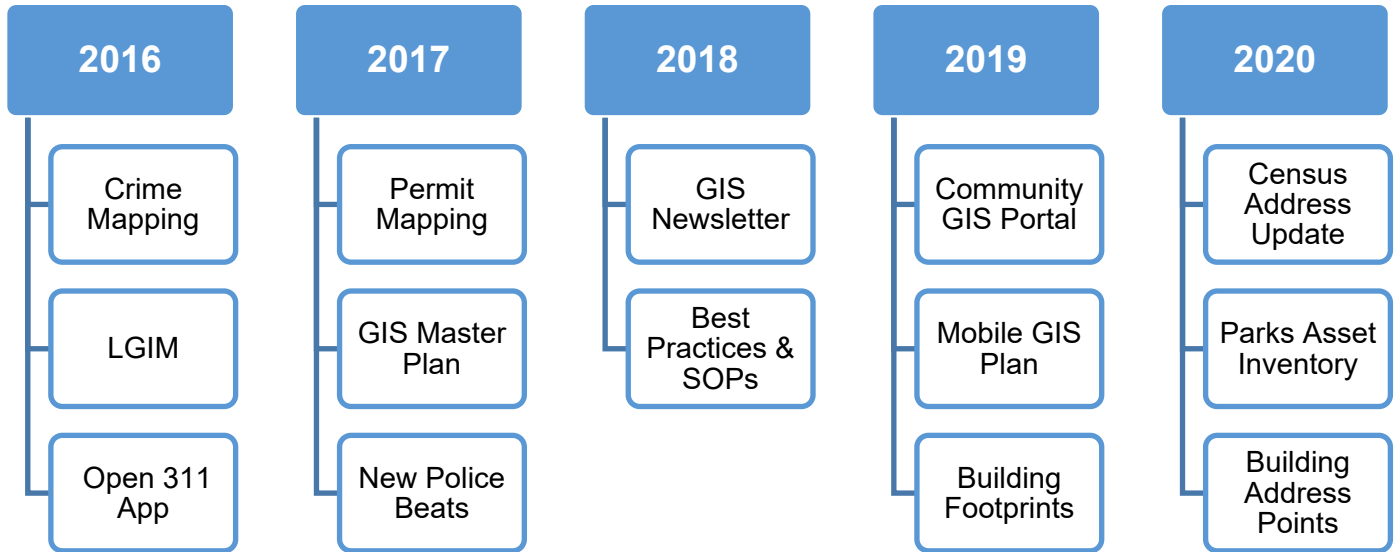 2016
Crime
Mapping
LGIM
Open 311
App
2017
Permit
Mapping
GIS Master
Plan
New Police
Beats
2018
GIS
Newsletter
Best
Practices &
SOPs
2019
Community
GIS Portal
Mobile GIS
Plan
Building
Footprints
2020
Census
Address
Update
Parks Asset
Inventory
Building
Address
Points